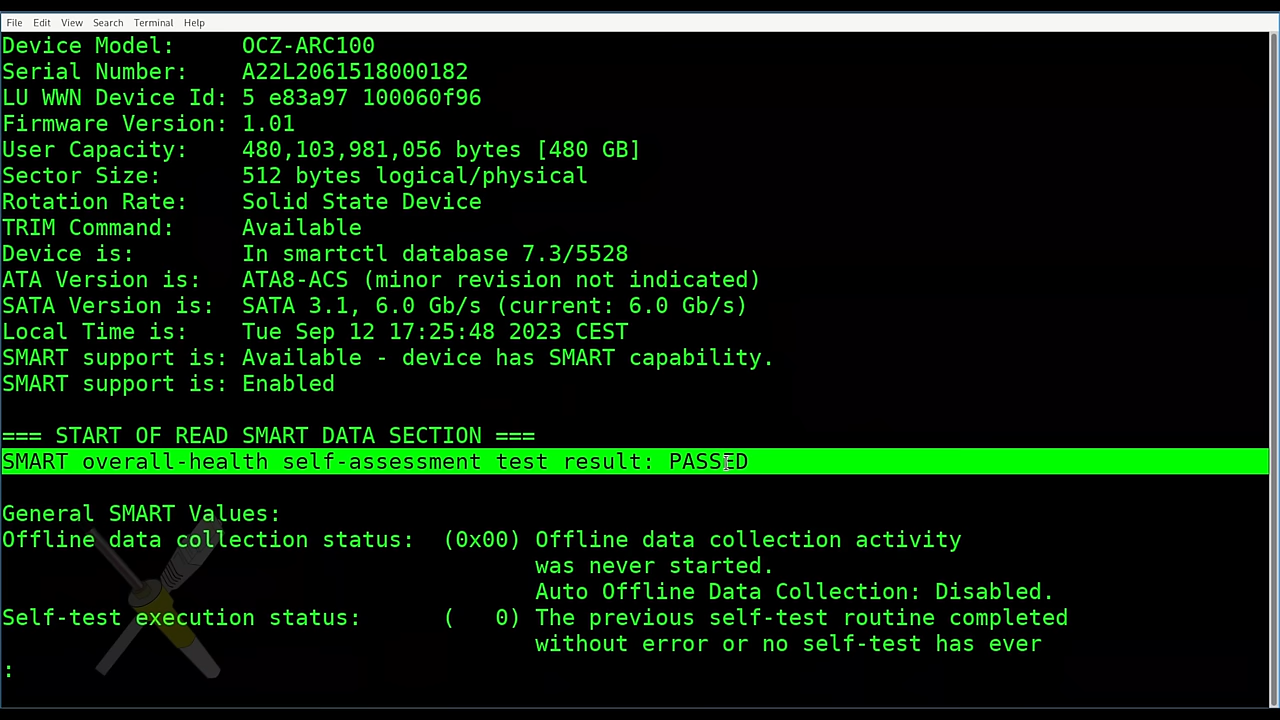 File Edit View Search Terminal Help
Device Model:     OCZ-ARC100
Serial Number:    A22L2061518000182
LU WWN Device Id: 5 e83a97 100060f96
Firmware Version: 1.01
User Capacity:    480,103,981,056 bytes [480 GB]
Sector Size:      512 bytes logical/physical
Rotation Rate:    Solid State Device
TRIM Command:     Available
Device is:        In smartctl database 7.3/5528
ATA Version is:   ATA8-ACS (minor revision not indicated)
SATA Version is:  SATA 3.1, 6.0 Gb/s (current: 6.0 Gb/s)
Local Time is:    Tue Sep 12 17:25:48 2023 CEST
SMART support is: Available - device has SMART capability.
SMART support is: Enabled
=== START OF READ SMART DATA SECTION ===
SMART overall-health self-assessment test result: PASSED
General SMART Values:
Offline data collection status:  (0x00) Offline data collection activity
was never started.
Auto Offline Data Collection: Disabled.
Self-test execution status:      (   0) The previous self-test routine completed
without error or no self-test has ever
: